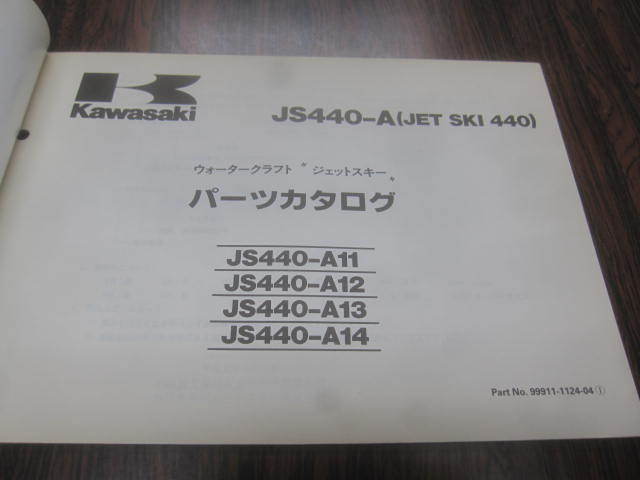 Kawasaki
JS440-A(JET SKI 440)
ウォータークラフト〝ジェットスキー〟
パーツカタログ
JS440-A11
JS440-A12
JS440-A13
JS440-A14
Part No. 99911-1124-04 ①